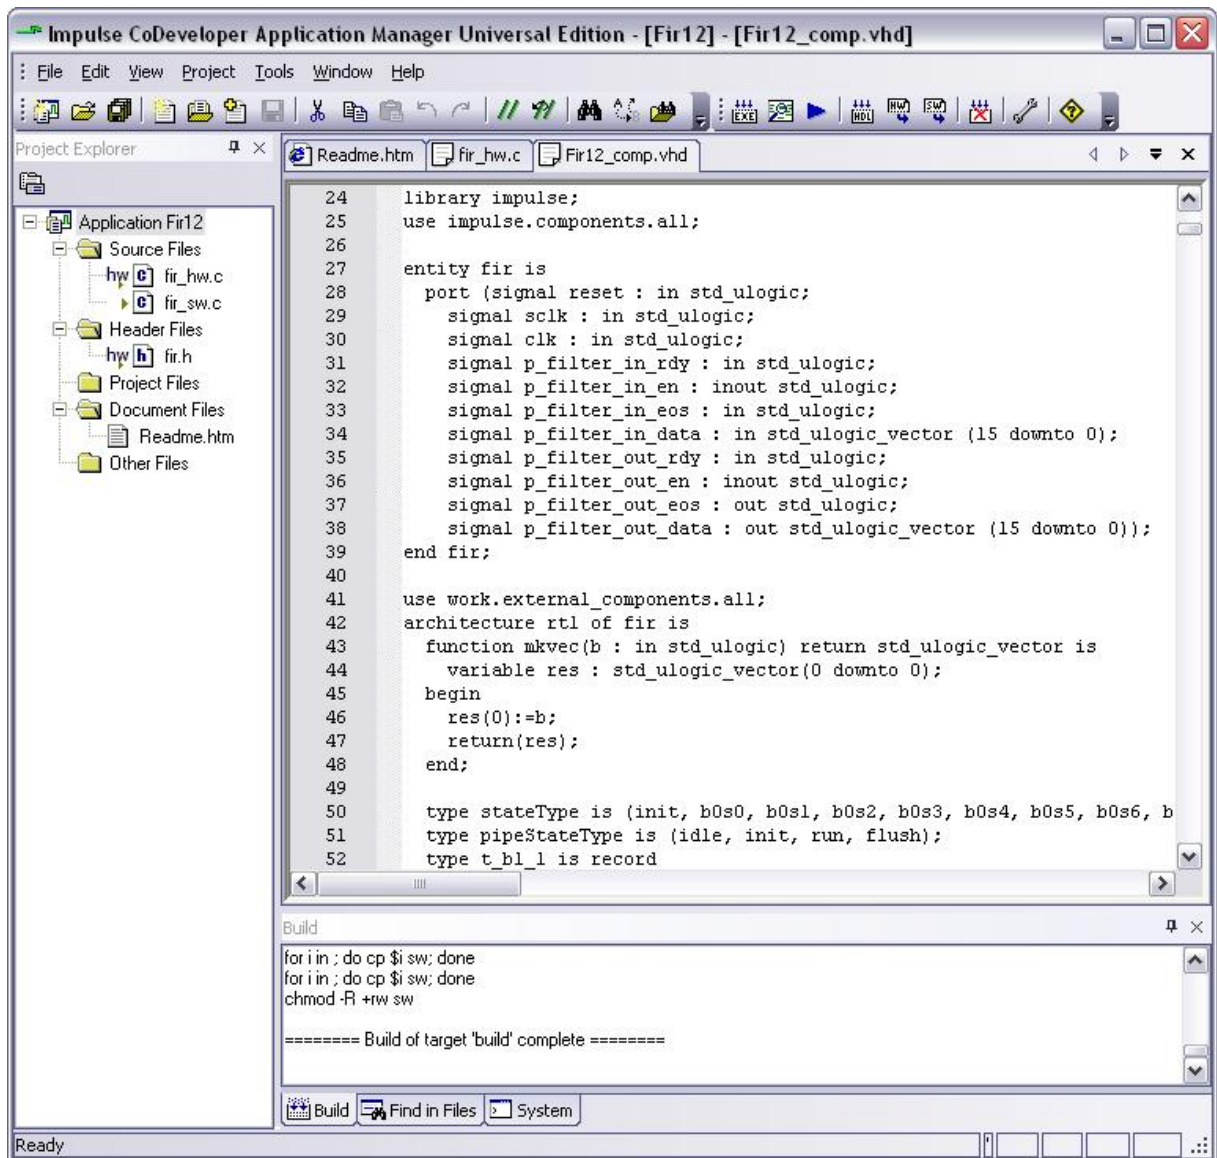 Impulse CoDeveloper Application Manager Universal Edition - [Fir12] - [Fir12_comp.vhd]
File Edit View Project Tools Window Help
EXE HDL HW SW
Project Explorer
Readme.htm fir_hw.c Fir12_comp.vhd
Application Fir12
Source Files
hw c fir_hw.c
c fir_sw.c
Header Files
hw h fir.h
Project Files
Document Files
Readme.htm
Other Files
24 library impulse;
25 use impulse.components.all;
26
27 entity fir is
28 port (signal reset : in std_ulogic;
29 signal sclk : in std_ulogic;
30 signal clk : in std_ulogic;
31 signal p_filter_in_rdy : in std_ulogic;
32 signal p_filter_in_en : inout std_ulogic;
33 signal p_filter_in_eos : in std_ulogic;
34 signal p_filter_in_data : in std_ulogic_vector (15 downto 0);
35 signal p_filter_out_rdy : in std_ulogic;
36 signal p_filter_out_en : inout std_ulogic;
37 signal p_filter_out_eos : out std_ulogic;
38 signal p_filter_out_data : out std_ulogic_vector (15 downto 0));
39 end fir;
40
41 use work.external_components.all;
42 architecture rtl of fir is
43 function mkvec(b : in std_ulogic) return std_ulogic_vector is
44 variable res : std_ulogic_vector(0 downto 0);
45 begin
46 res(0):=b;
47 return(res);
48 end;
49
50 type stateType is (init, b0s0, b0s1, b0s2, b0s3, b0s4, b0s5, b0s6, b
51 type pipeStateType is (idle, init, run, flush);
52 type t_b1_1 is record
Build
for i in ; do cp $i sw; done
for i in ; do cp $i sw; done
chmod -R +rw sw
======== Build of target 'build' complete ========
Build Find in Files System
Ready